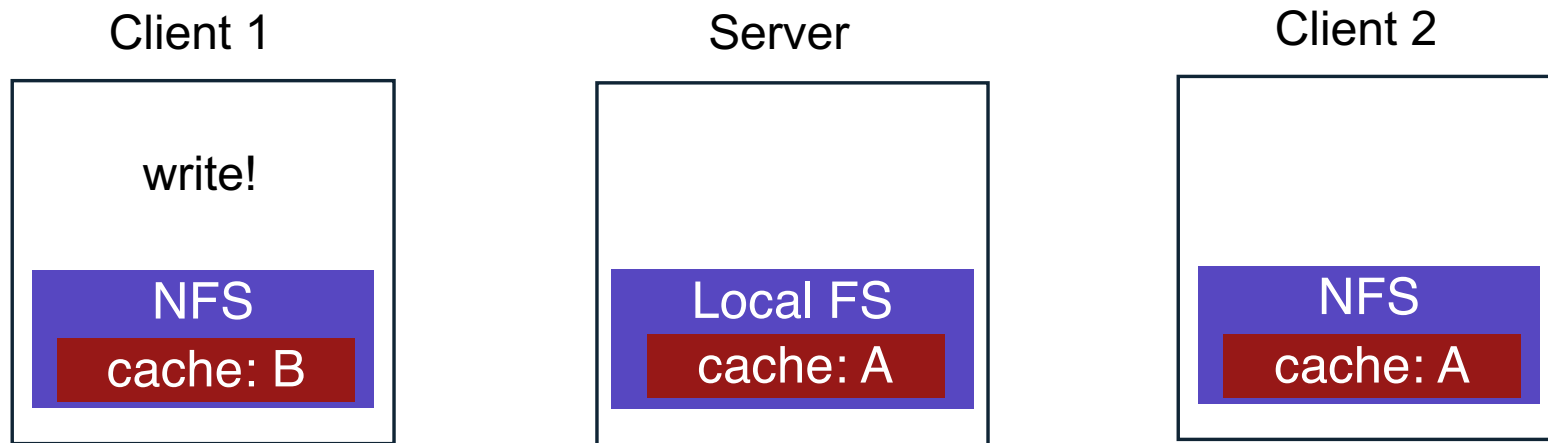 Client 1
Server
Client 2
write!
NFS
cache: B
Local FS
cache: A
NFS
cache: A